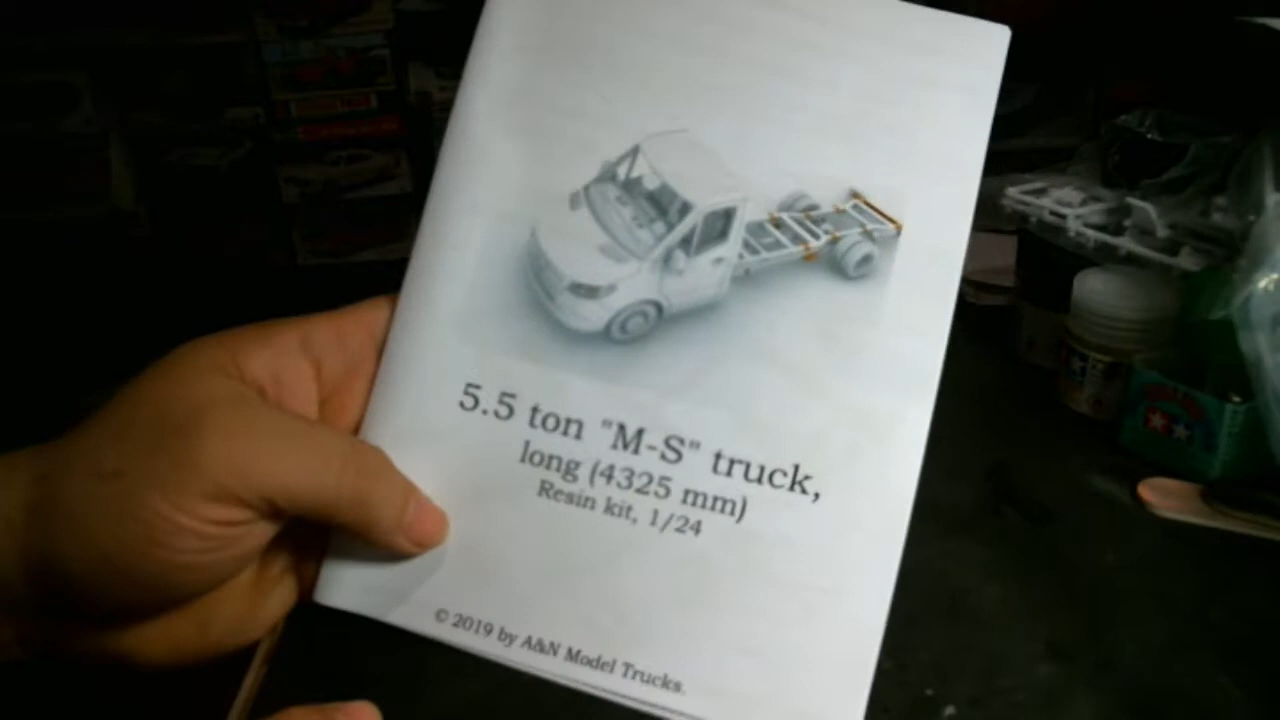 5.5 ton "M-S" truck,
long (4325 mm)
Resin kit, 1/24
© 2019 by A&N Model Trucks.